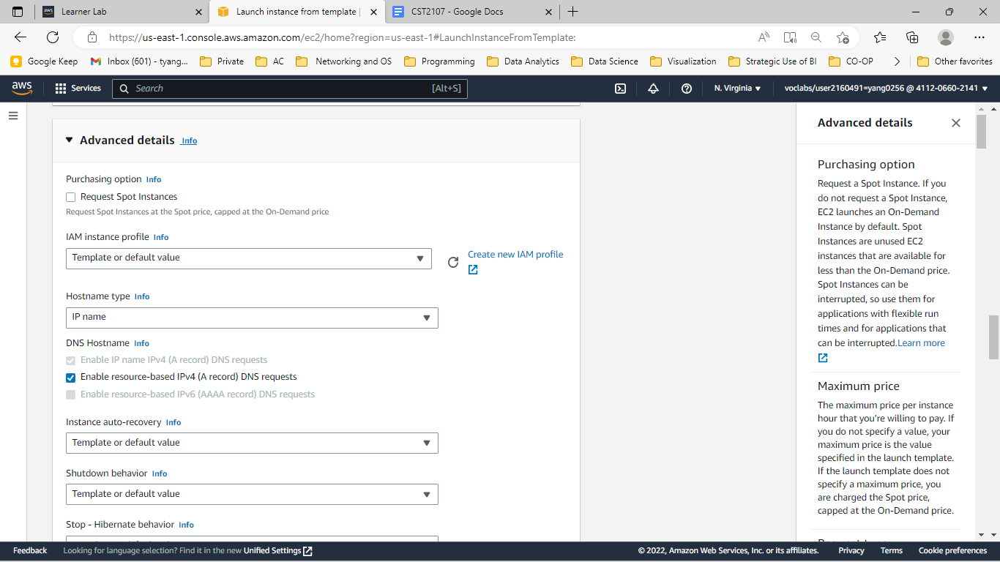 Learner Lab
Launch instance from template |
CST2107 - Google Docs
https://us-east-1.console.aws.amazon.com/ec2/home?region=us-east-1#LaunchInstanceFromTemplate:
Google Keep
Inbox (601) - tyang...
Private
AC
Networking and OS
Programming
Data Analytics
Data Science
Visualization
Strategic Use of BI
CO-OP
Other favorites
aws
Services
Search
[Alt+S]
N. Virginia
voclabs/user2160491=yang0256 @ 4112-0660-2141
Advanced details Info
Purchasing option Info
Request Spot Instances
Request Spot Instances at the Spot price, capped at the On-Demand price
IAM instance profile Info
Template or default value
Create new IAM profile
Hostname type Info
IP name
DNS Hostname Info
Enable IP name IPv4 (A record) DNS requests
Enable resource-based IPv4 (A record) DNS requests
Enable resource-based IPv6 (AAAA record) DNS requests
Instance auto-recovery Info
Template or default value
Shutdown behavior Info
Template or default value
Stop - Hibernate behavior Info
Advanced details
Purchasing option
Request a Spot Instance. If you
do not request a Spot Instance,
EC2 launches an On-Demand
Instance by default. Spot
Instances are unused EC2
instances that are available for
less than the On-Demand price.
Spot Instances can be
interrupted, so use them for
applications with flexible run
times and for applications that
can be interrupted.Learn more
Maximum price
The maximum price per instance
hour that you're willing to pay. If
you do not specify a value, your
maximum price is the value
specified in the launch template.
If the launch template does not
specify a maximum price, you
are charged the Spot price,
capped at the On-Demand price.
Feedback
Looking for language selection? Find it in the new Unified Settings
© 2022, Amazon Web Services, Inc. or its affiliates.
Privacy
Terms
Cookie preferences